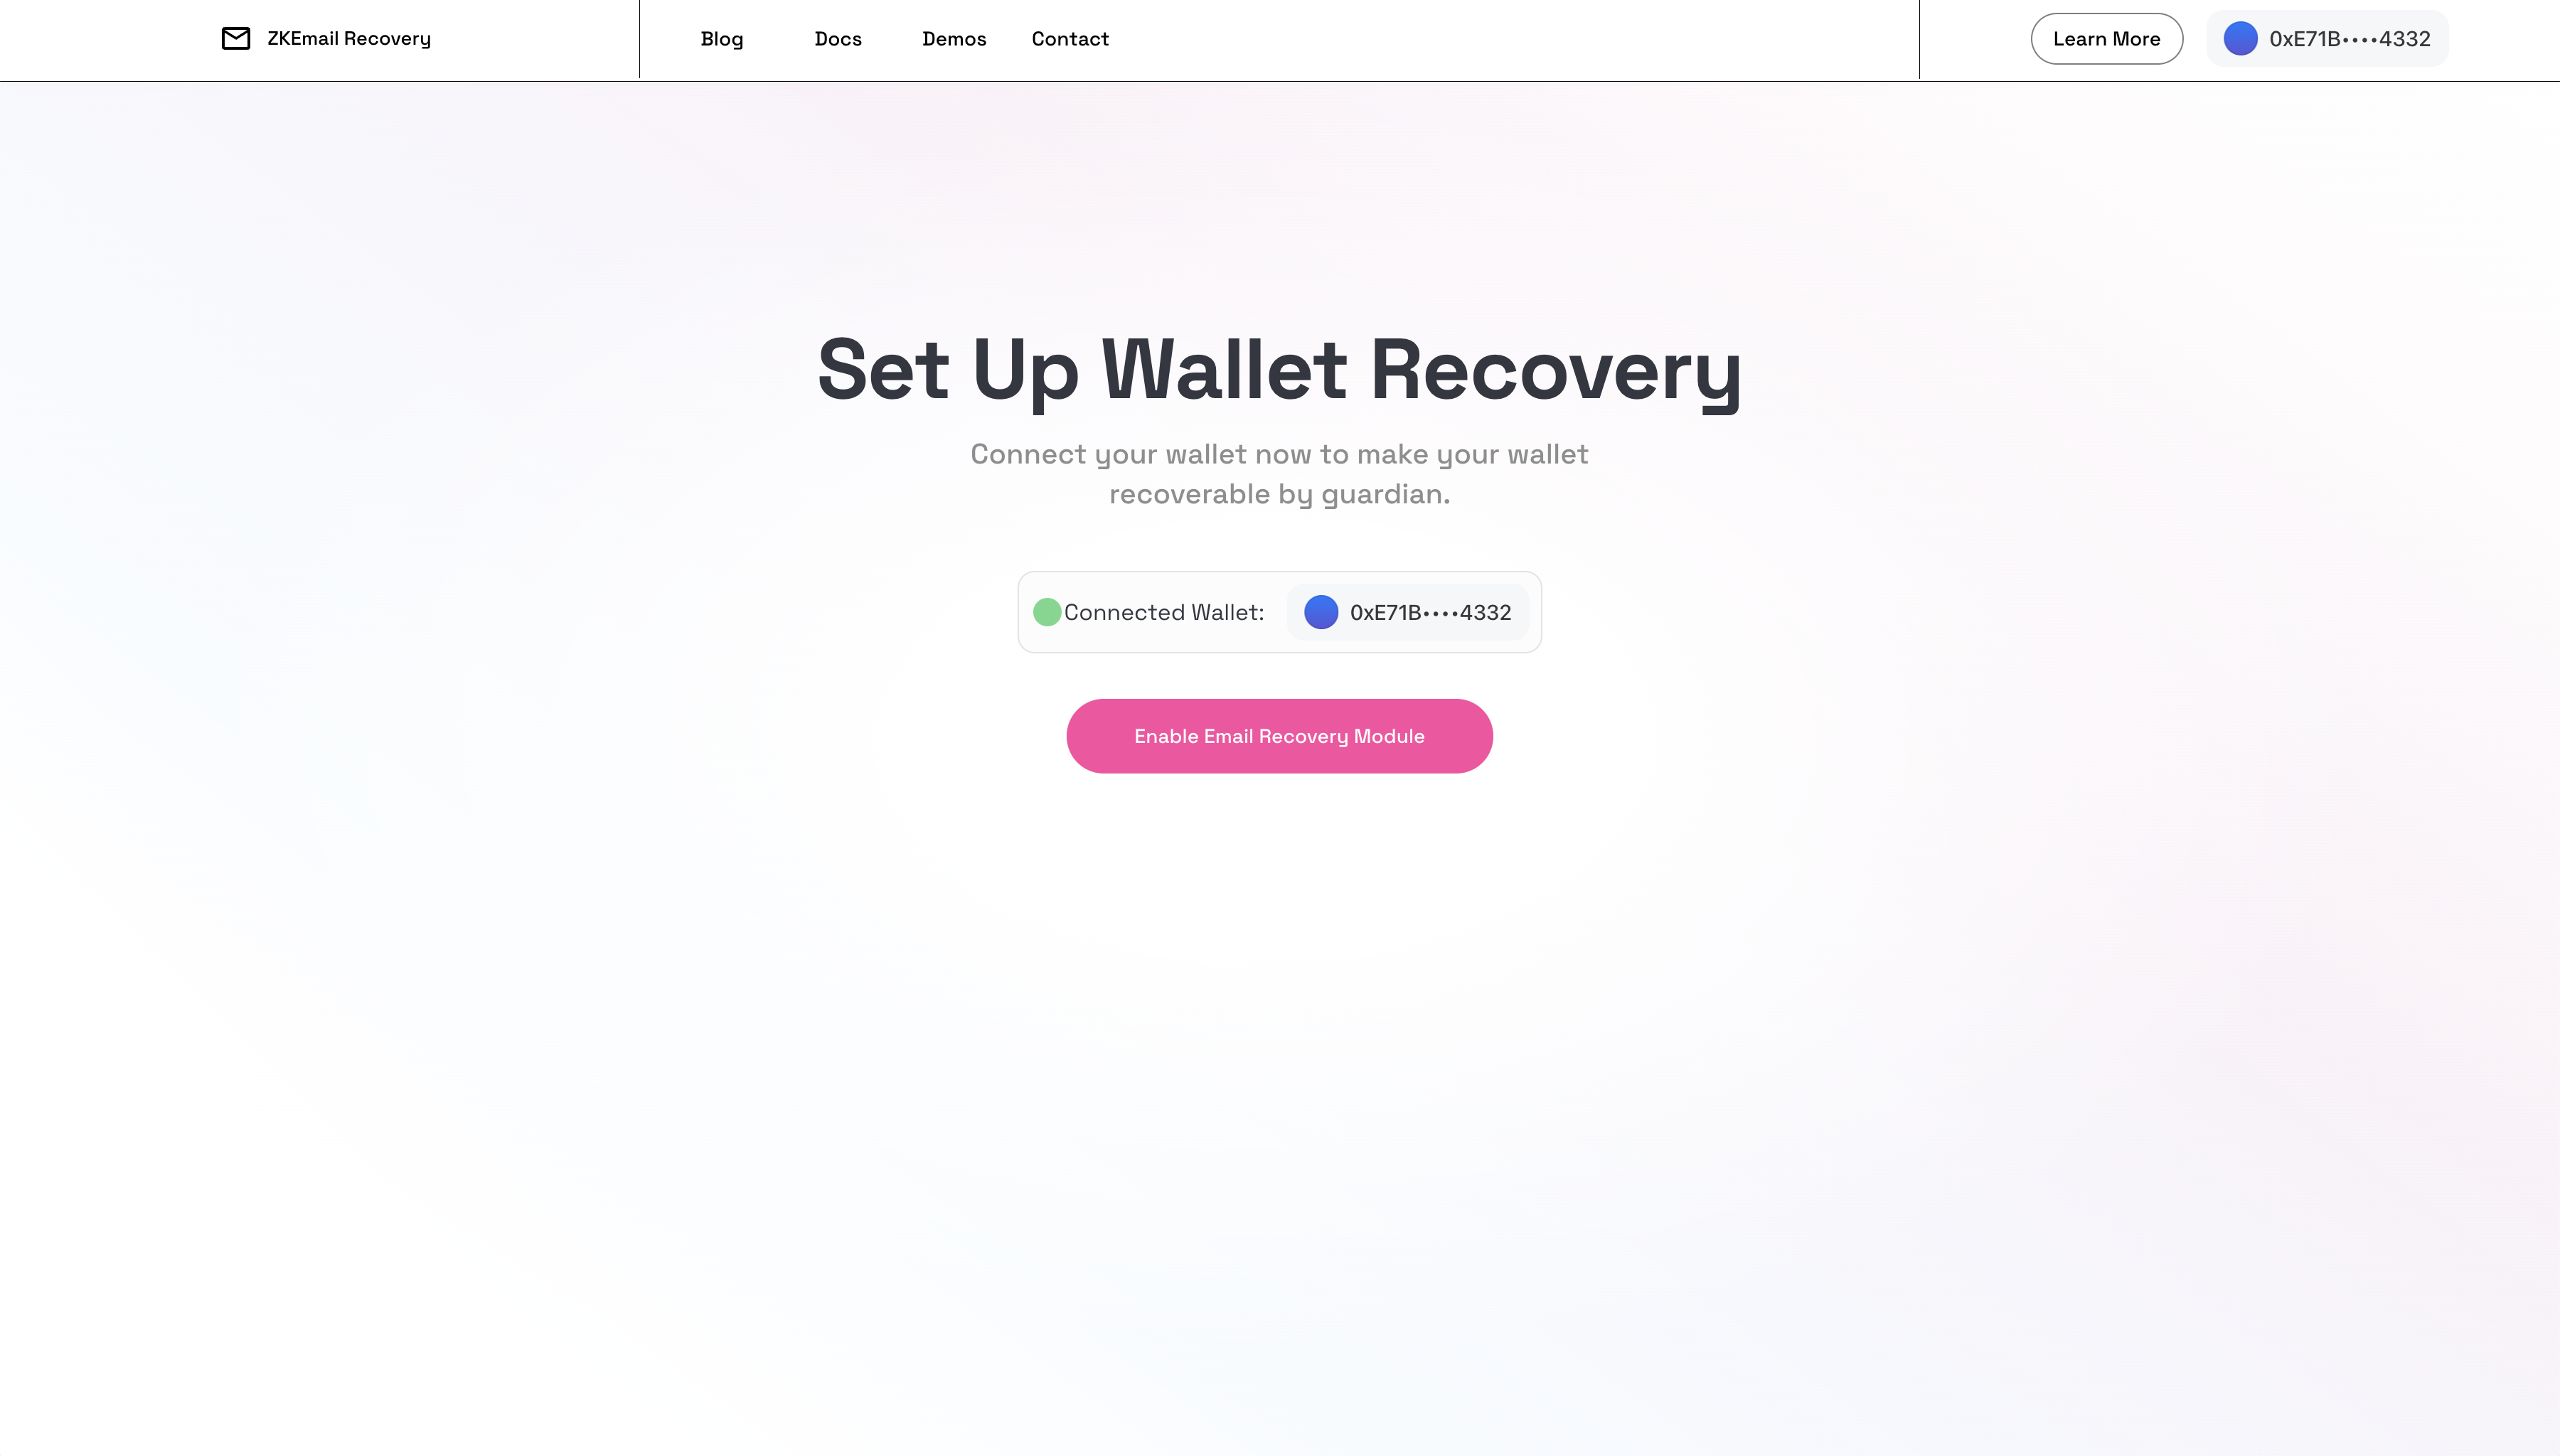 ZKEmail Recovery
Blog Docs Demos Contact
Learn More 0xE71B••••4332
Set Up Wallet Recovery
Connect your wallet now to make your wallet
recoverable by guardian.
Connected Wallet: 0xE71B••••4332
Enable Email Recovery Module